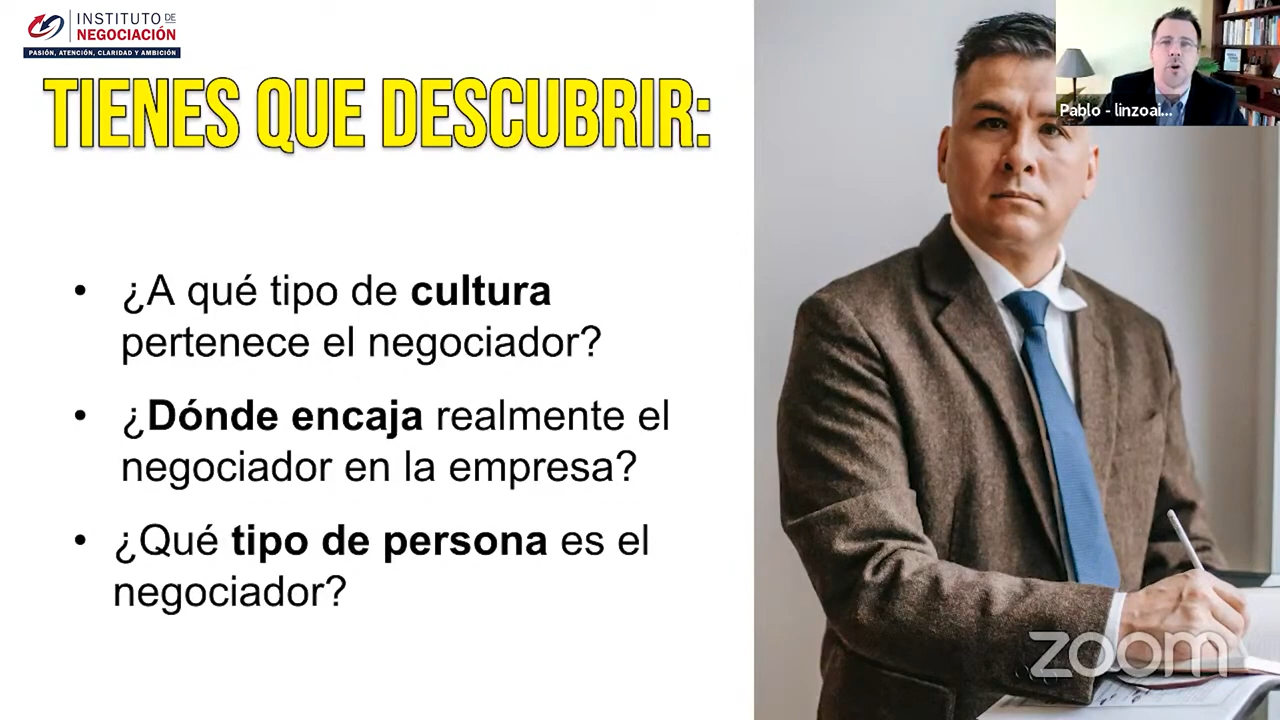 INSTITUTO DE
NEGOCIACIÓN
PASIÓN, ATENCIÓN, CLARIDAD Y AMBICIÓN
TIENES QUE DESCUBRIR:
Pablo - linzoai...
• ¿A qué tipo de cultura
pertenece el negociador?
• ¿Dónde encaja realmente el
negociador en la empresa?
• ¿Qué tipo de persona es el
negociador?
zoom